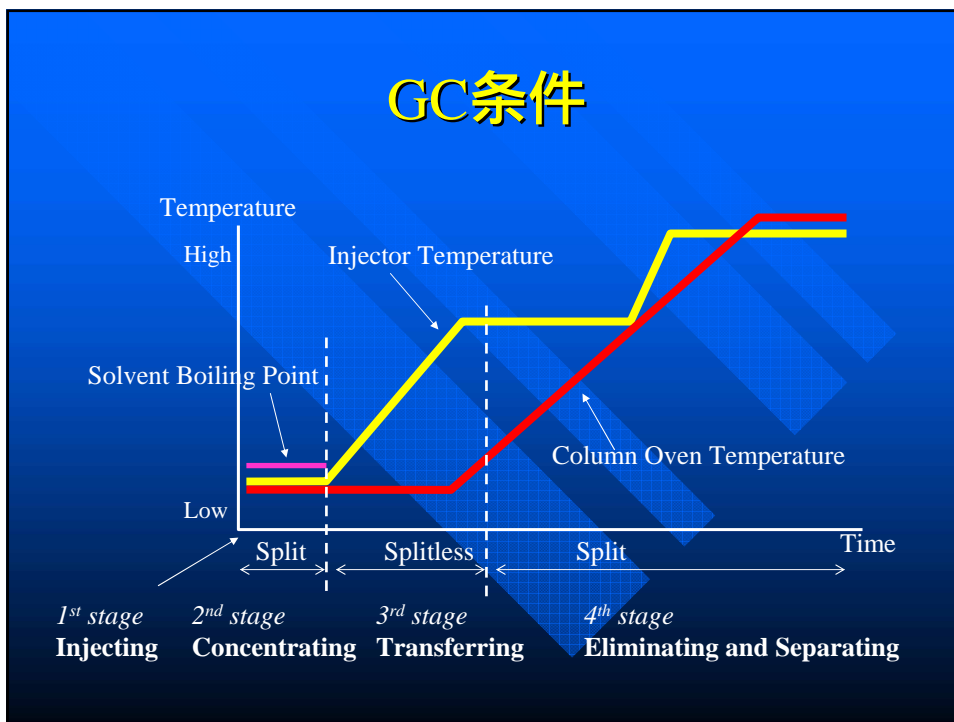 GC条件
Temperature
High
Injector Temperature
Solvent Boiling Point
Column Oven Temperature
Low
Time
Split
Splitless
Split
1st stage
Injecting
2nd stage
Concentrating
3rd stage
Transferring
4th stage
Eliminating and Separating